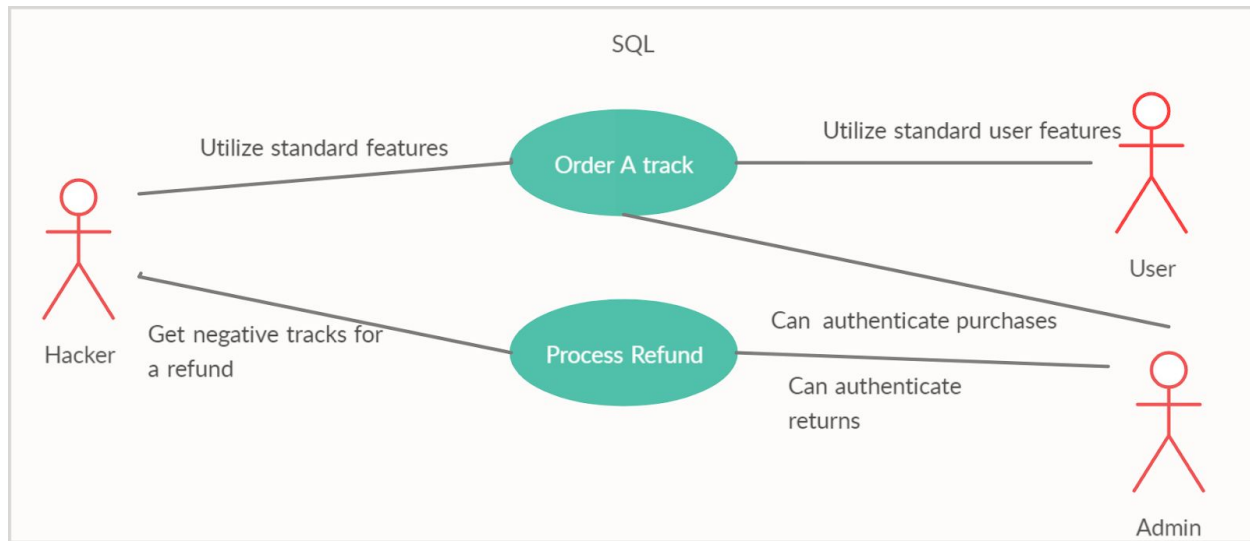 SQL
Utilize standard features
Order A track
Utilize standard user features
User
Hacker
Get negative tracks for
a refund
Process Refund
Can authenticate purchases
Can authenticate
returns
Admin